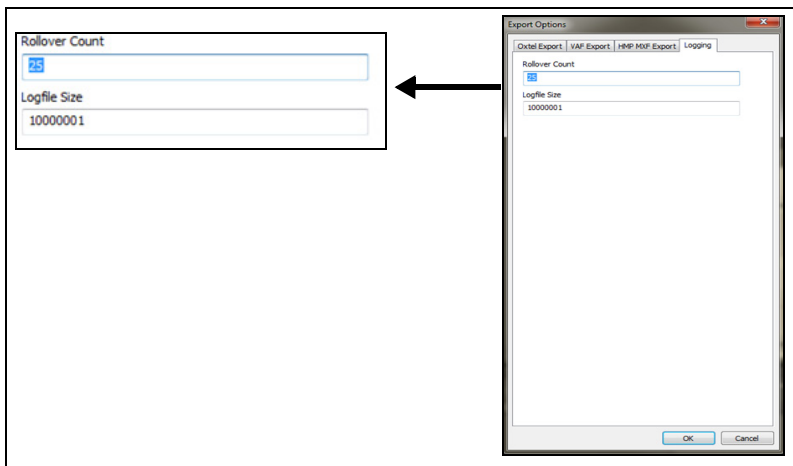 Rollover Count
25
Logfile Size
10000001
Export Options
Oxtel Export VAF Export HMP MXF Export Logging
Rollover Count
25
Logfile Size
10000001
OK Cancel